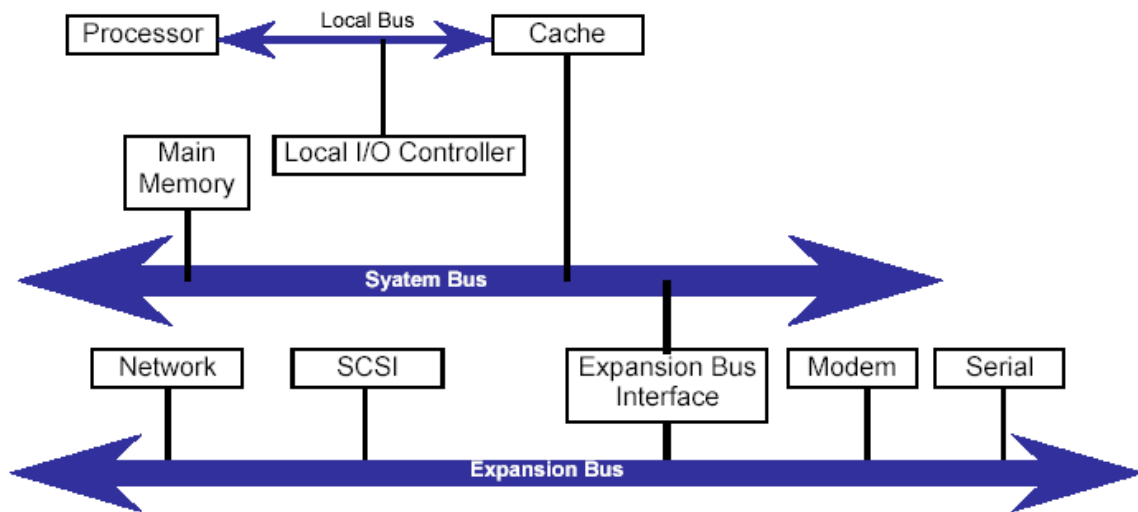 Processor
Local Bus
Cache
Main
Memory
Local I/O Controller
Syatem Bus
Network
SCSI
Expansion Bus
Interface
Modem
Serial
Expansion Bus